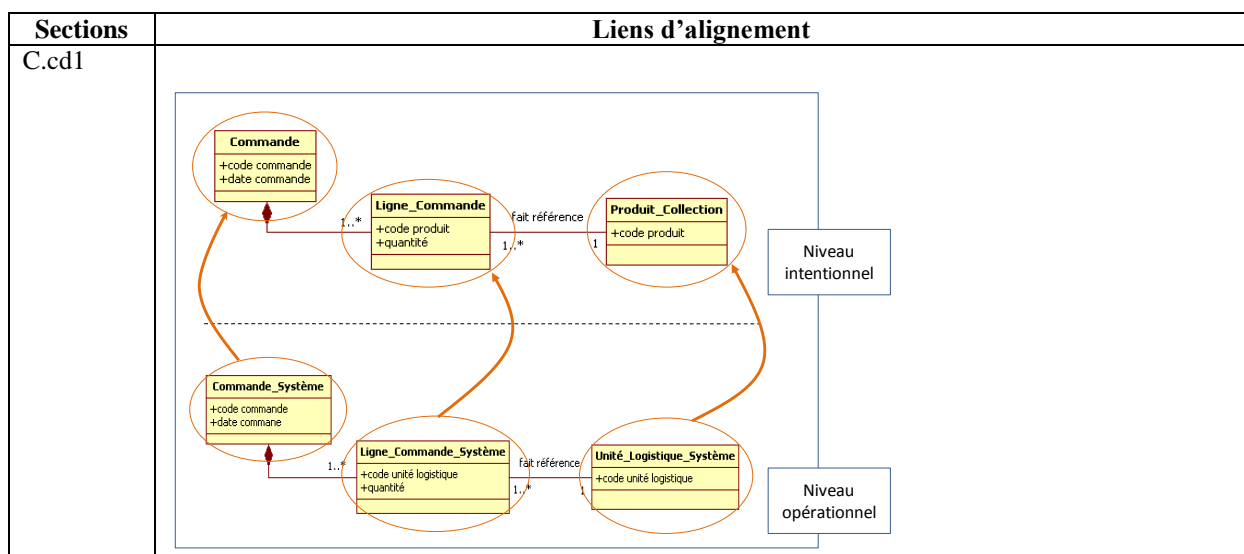 Sections
Liens d’alignement
C.cd1
Commande
+code commande
+date commande
1..*
Ligne_Commande
+code produit
+quantité
fait référence
1..*
1
Produit_Collection
+code produit
Niveau
intentionnel
Commande_Système
+code commande
+date commane
1..*
Ligne_Commande_Système
+code unité logistique
+quantité
fait référence
1..*
1
Unité_Logistique_Système
+code unité logistique
Niveau
opérationnel